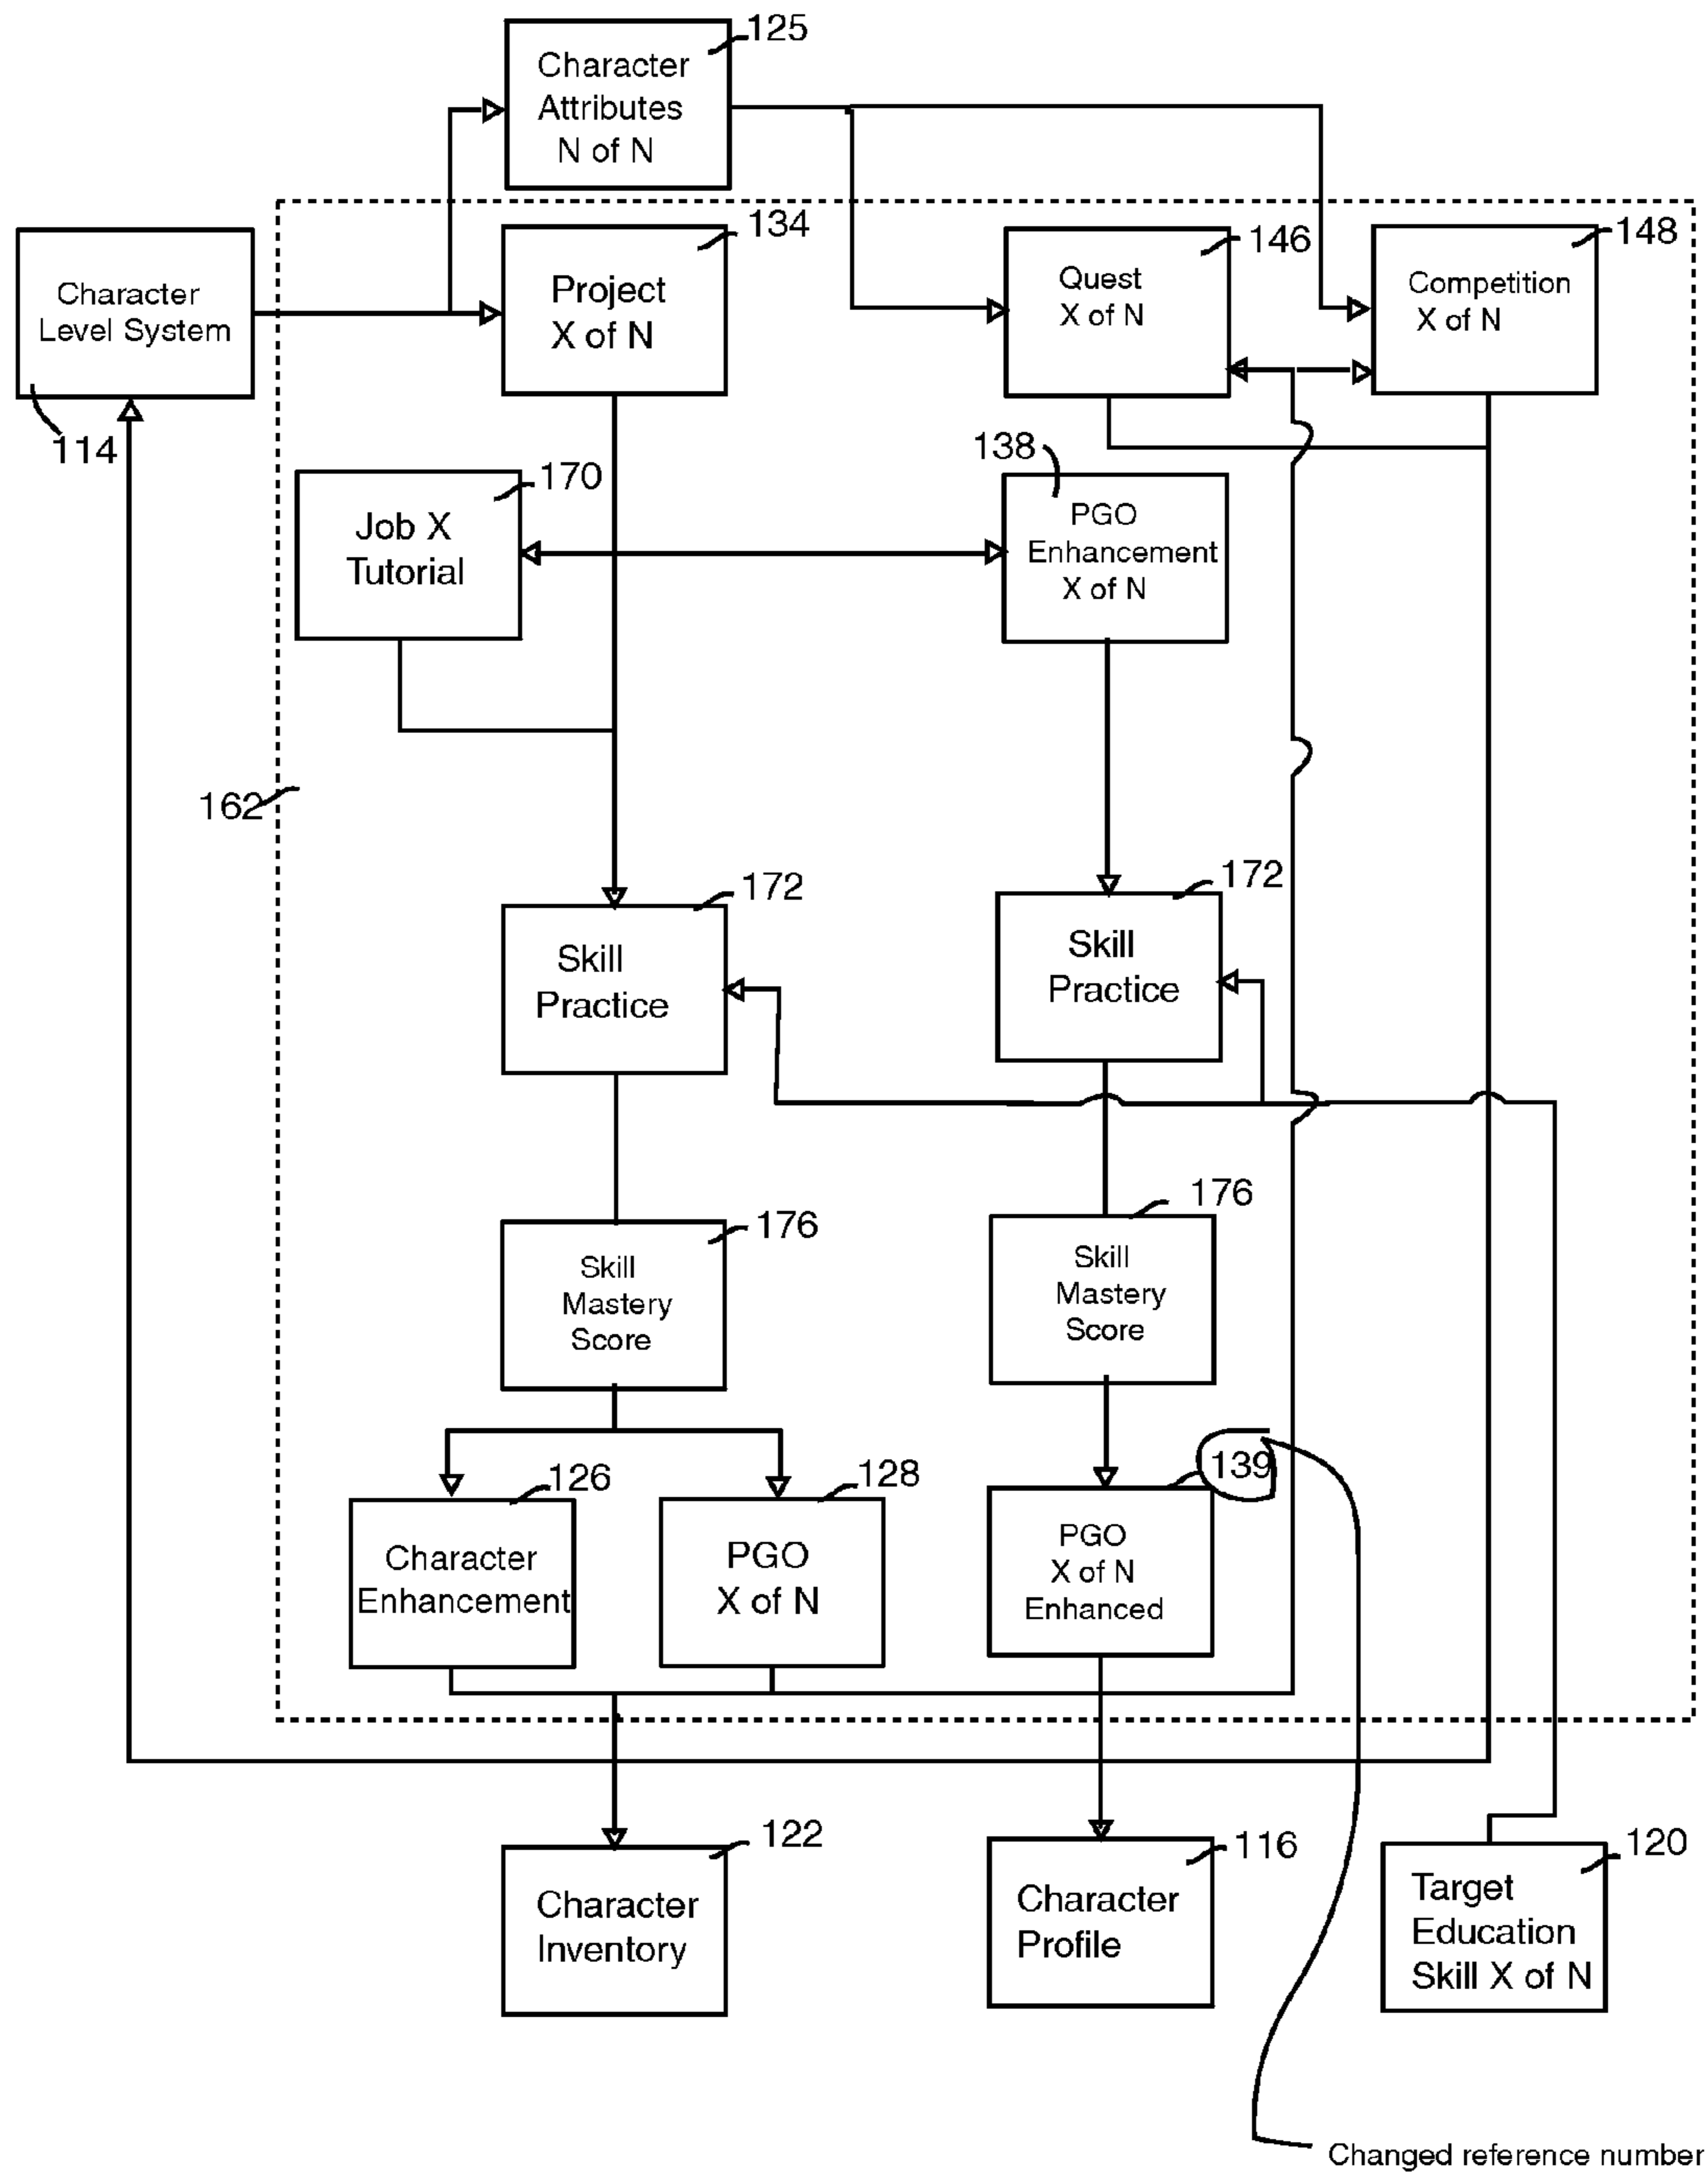 125
Character
Attributes
N of N
134
Project
X of N
146
Quest
X of N
148
Competition
X of N
Character
Level System
114
170
Job X
Tutorial
138
PGO
Enhancement
X of N
162
172
Skill
Practice
172
Skill
Practice
176
Skill
Mastery
Score
176
Skill
Mastery
Score
126
Character
Enhancement
128
PGO
X of N
139
PGO
X of N
Enhanced
122
Character
Inventory
116
Character
Profile
120
Target
Education
Skill X of N
Changed reference number